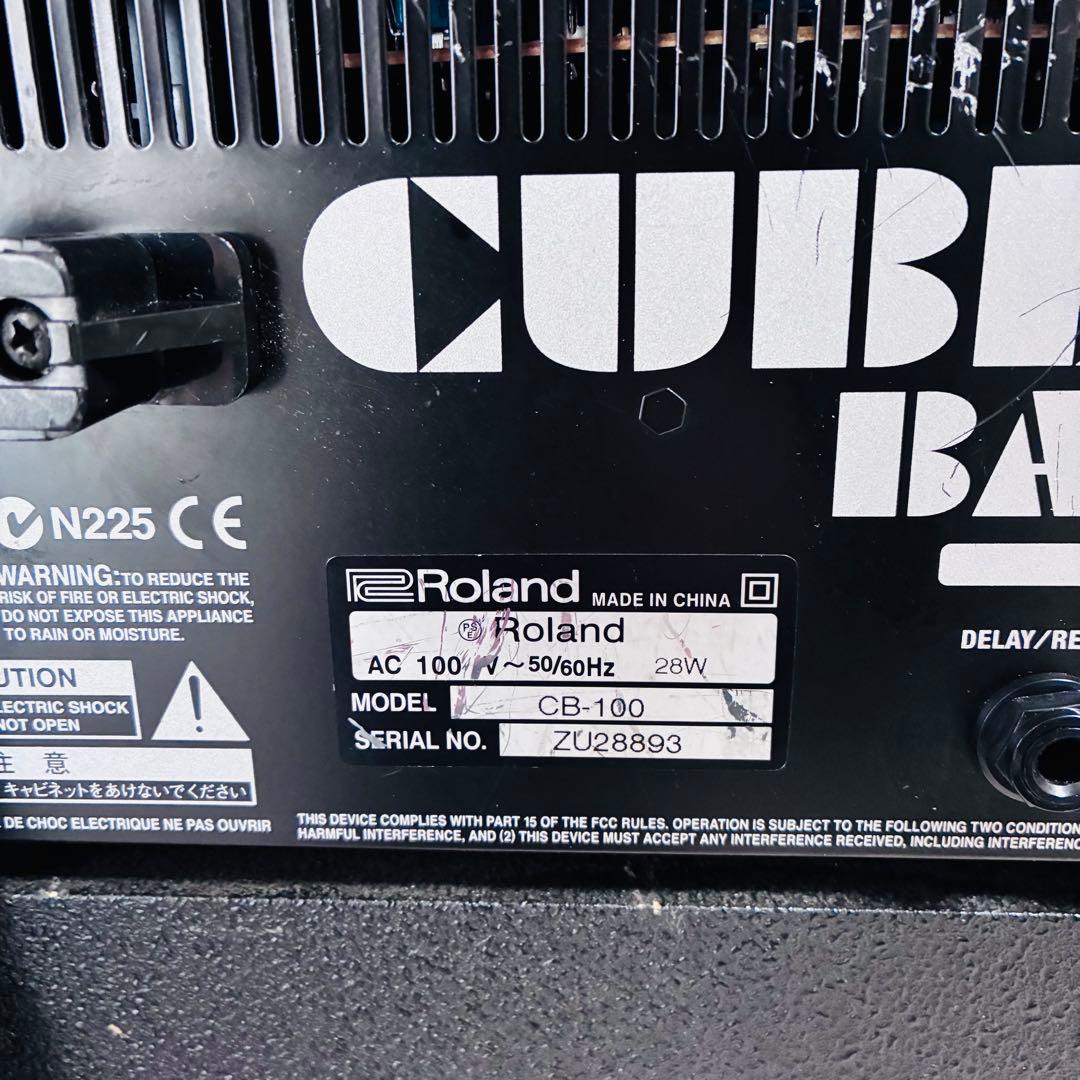 CUBE
BA
N225 CE
WARNING: TO REDUCE THE
RISK OF FIRE OR ELECTRIC SHOCK,
DO NOT EXPOSE THIS APPLIANCE
TO RAIN OR MOISTURE.
UTION
LECTRIC SHOCK
NOT OPEN
注 意
キャビネットをあけないでください
DE CHOC ELECTRIQUE NE PAS OUVRIR
Roland MADE IN CHINA
PSE Roland
AC 100 V~50/60Hz 28W
MODEL CB-100
SERIAL NO. ZU28893
DELAY/RE
THIS DEVICE COMPLIES WITH PART 15 OF THE FCC RULES. OPERATION IS SUBJECT TO THE FOLLOWING TWO CONDITION
HARMFUL INTERFERENCE, AND (2) THIS DEVICE MUST ACCEPT ANY INTERFERENCE RECEIVED, INCLUDING INTERFERENC